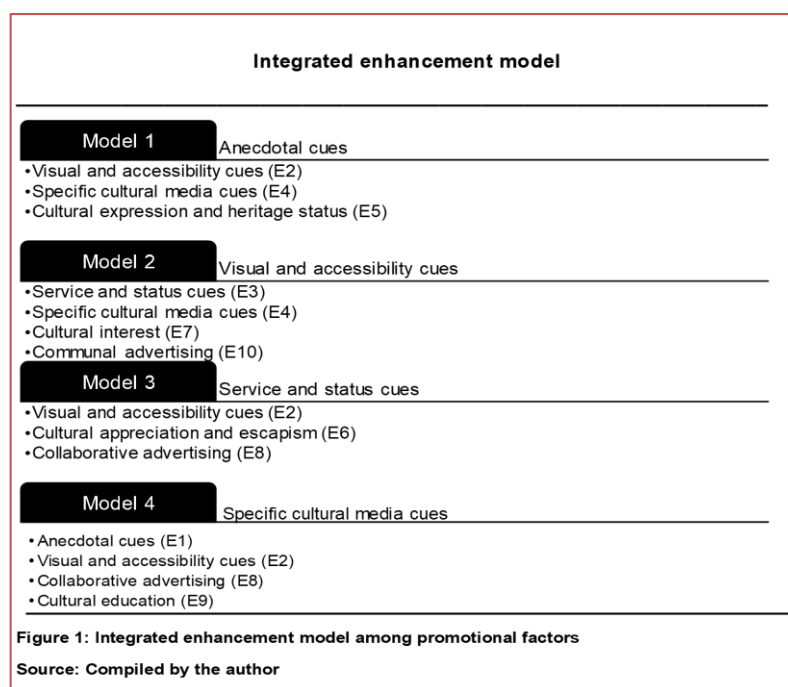 Integrated enhancement model
Model 1 Anecdotal cues
•Visual and accessibility cues (E2)
•Specific cultural media cues (E4)
•Cultural expression and heritage status (E5)
Model 2 Visual and accessibility cues
•Service and status cues (E3)
•Specific cultural media cues (E4)
•Cultural interest (E7)
•Communal advertising (E10)
Model 3 Service and status cues
•Visual and accessibility cues (E2)
•Cultural appreciation and escapism (E6)
•Collaborative advertising (E8)
Model 4 Specific cultural media cues
•Anecdotal cues (E1)
•Visual and accessibility cues (E2)
•Collaborative advertising (E8)
•Cultural education (E9)
Figure 1: Integrated enhancement model among promotional factors
Source: Compiled by the author